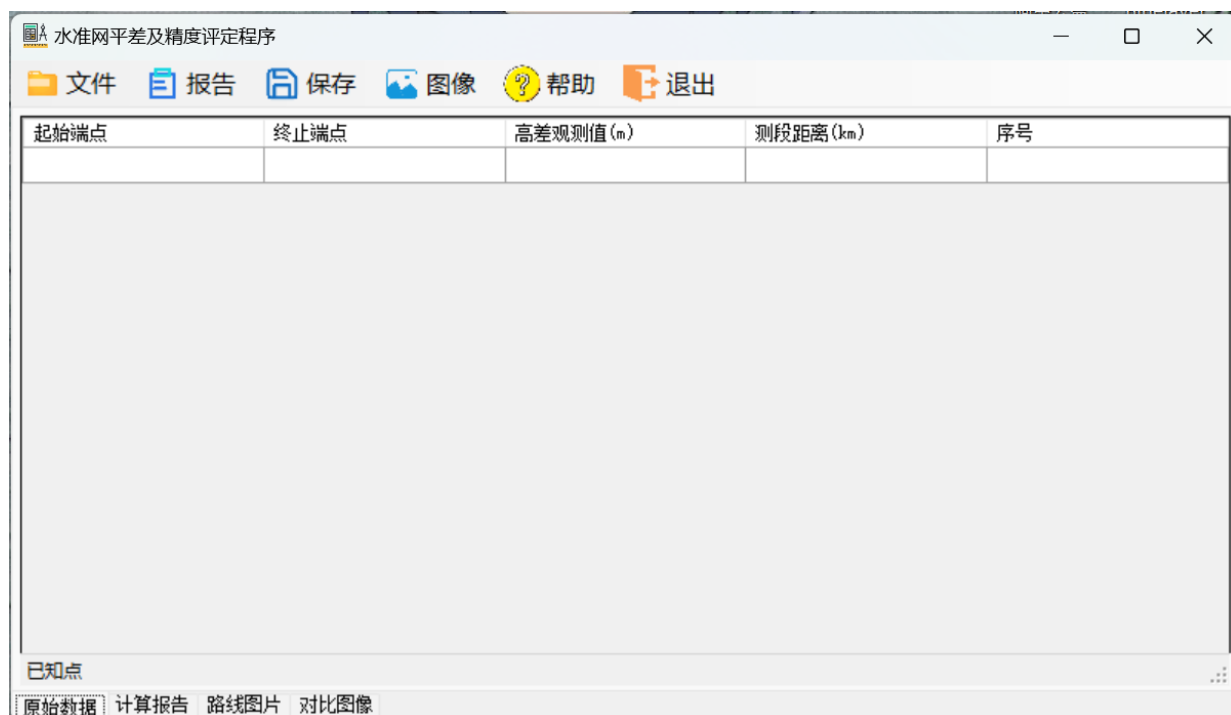 水准网平差及精度评定程序
文件 报告 保存 图像 帮助 退出
起始端点 终止端点 高差观测值(m) 测段距离(km) 序号
已知点
原始数据 计算报告 路线图片 对比图像